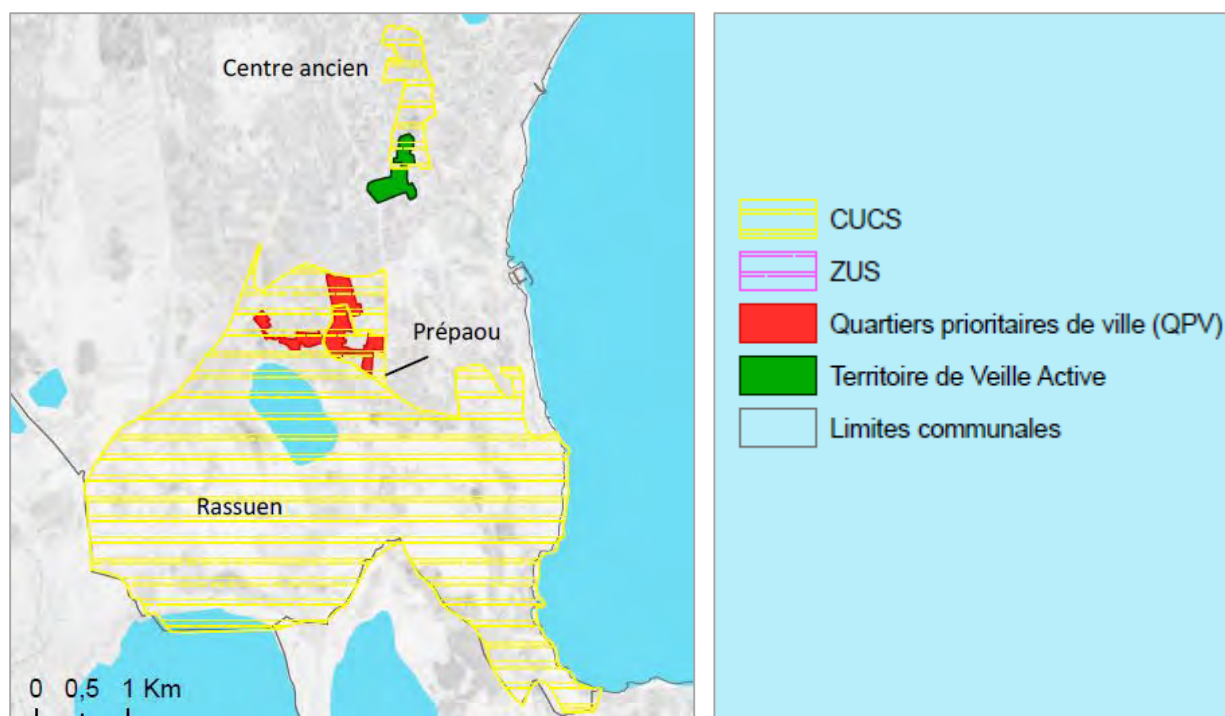 Centre ancien
Prépaou
Rassuen
0 0,5 1 Km
CUCS
ZUS
Quartiers prioritaires de ville (QPV)
Territoire de Veille Active
Limites communales